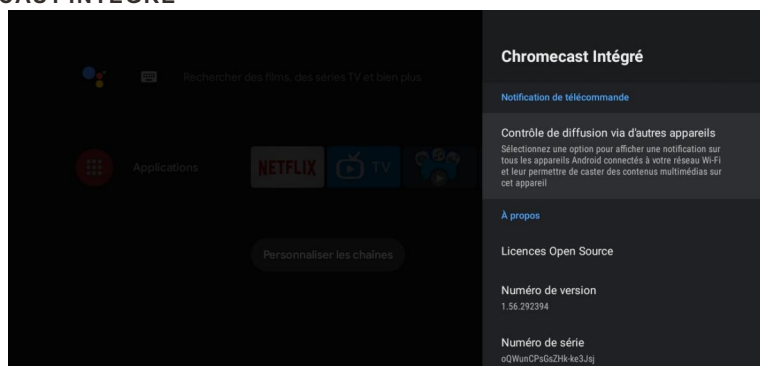 CAST INTÉGRÉ
Chromecast Intégré
Rechercher des films, des séries TV et bien plus
Notification de télécommande
Contrôle de diffusion via d'autres appareils
Sélectionnez une option pour afficher une notification sur
tous les appareils Android connectés à votre réseau Wi-Fi
et leur permettre de caster des contenus multimédias sur
cet appareil
Applications
NETFLIX
TV
À propos
Licences Open Source
Personnaliser les chaînes
Numéro de version
1.56.292394
Numéro de série
oQWunCPsGsZHk-ke3Jsj